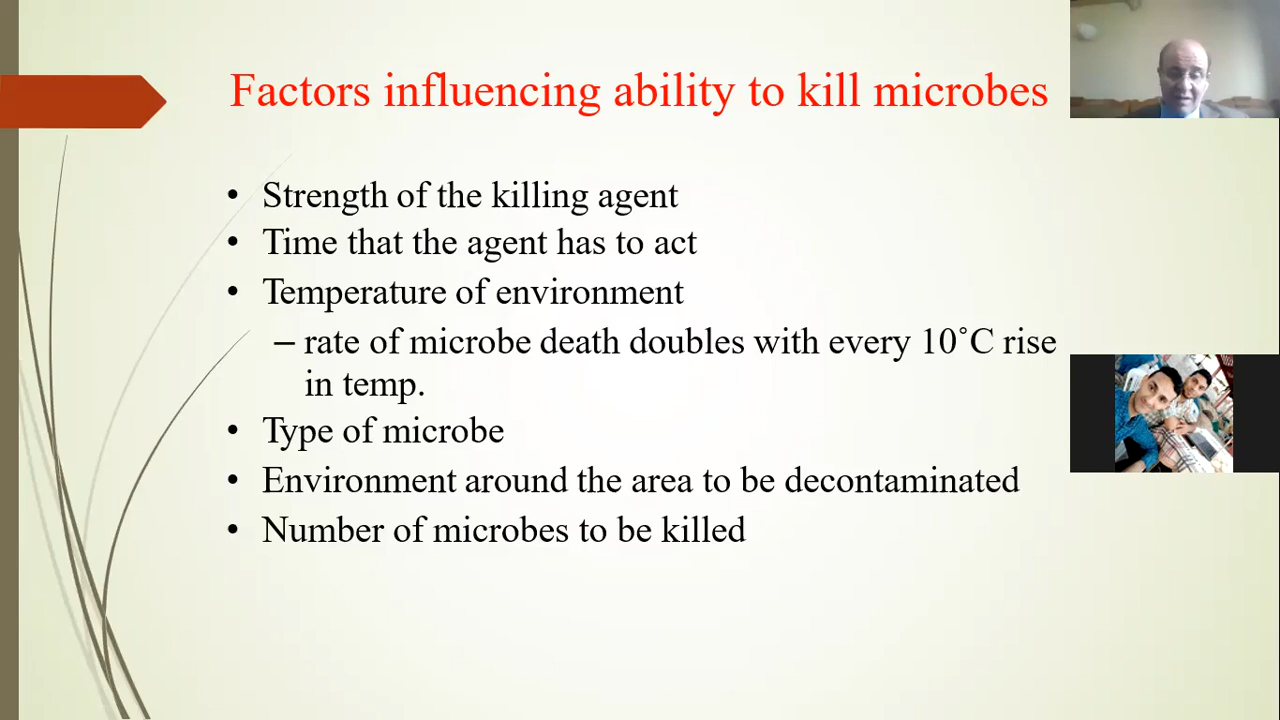 Factors influencing ability to kill microbes
• Strength of the killing agent
• Time that the agent has to act
• Temperature of environment
– rate of microbe death doubles with every 10˚C rise
in temp.
• Type of microbe
• Environment around the area to be decontaminated
• Number of microbes to be killed